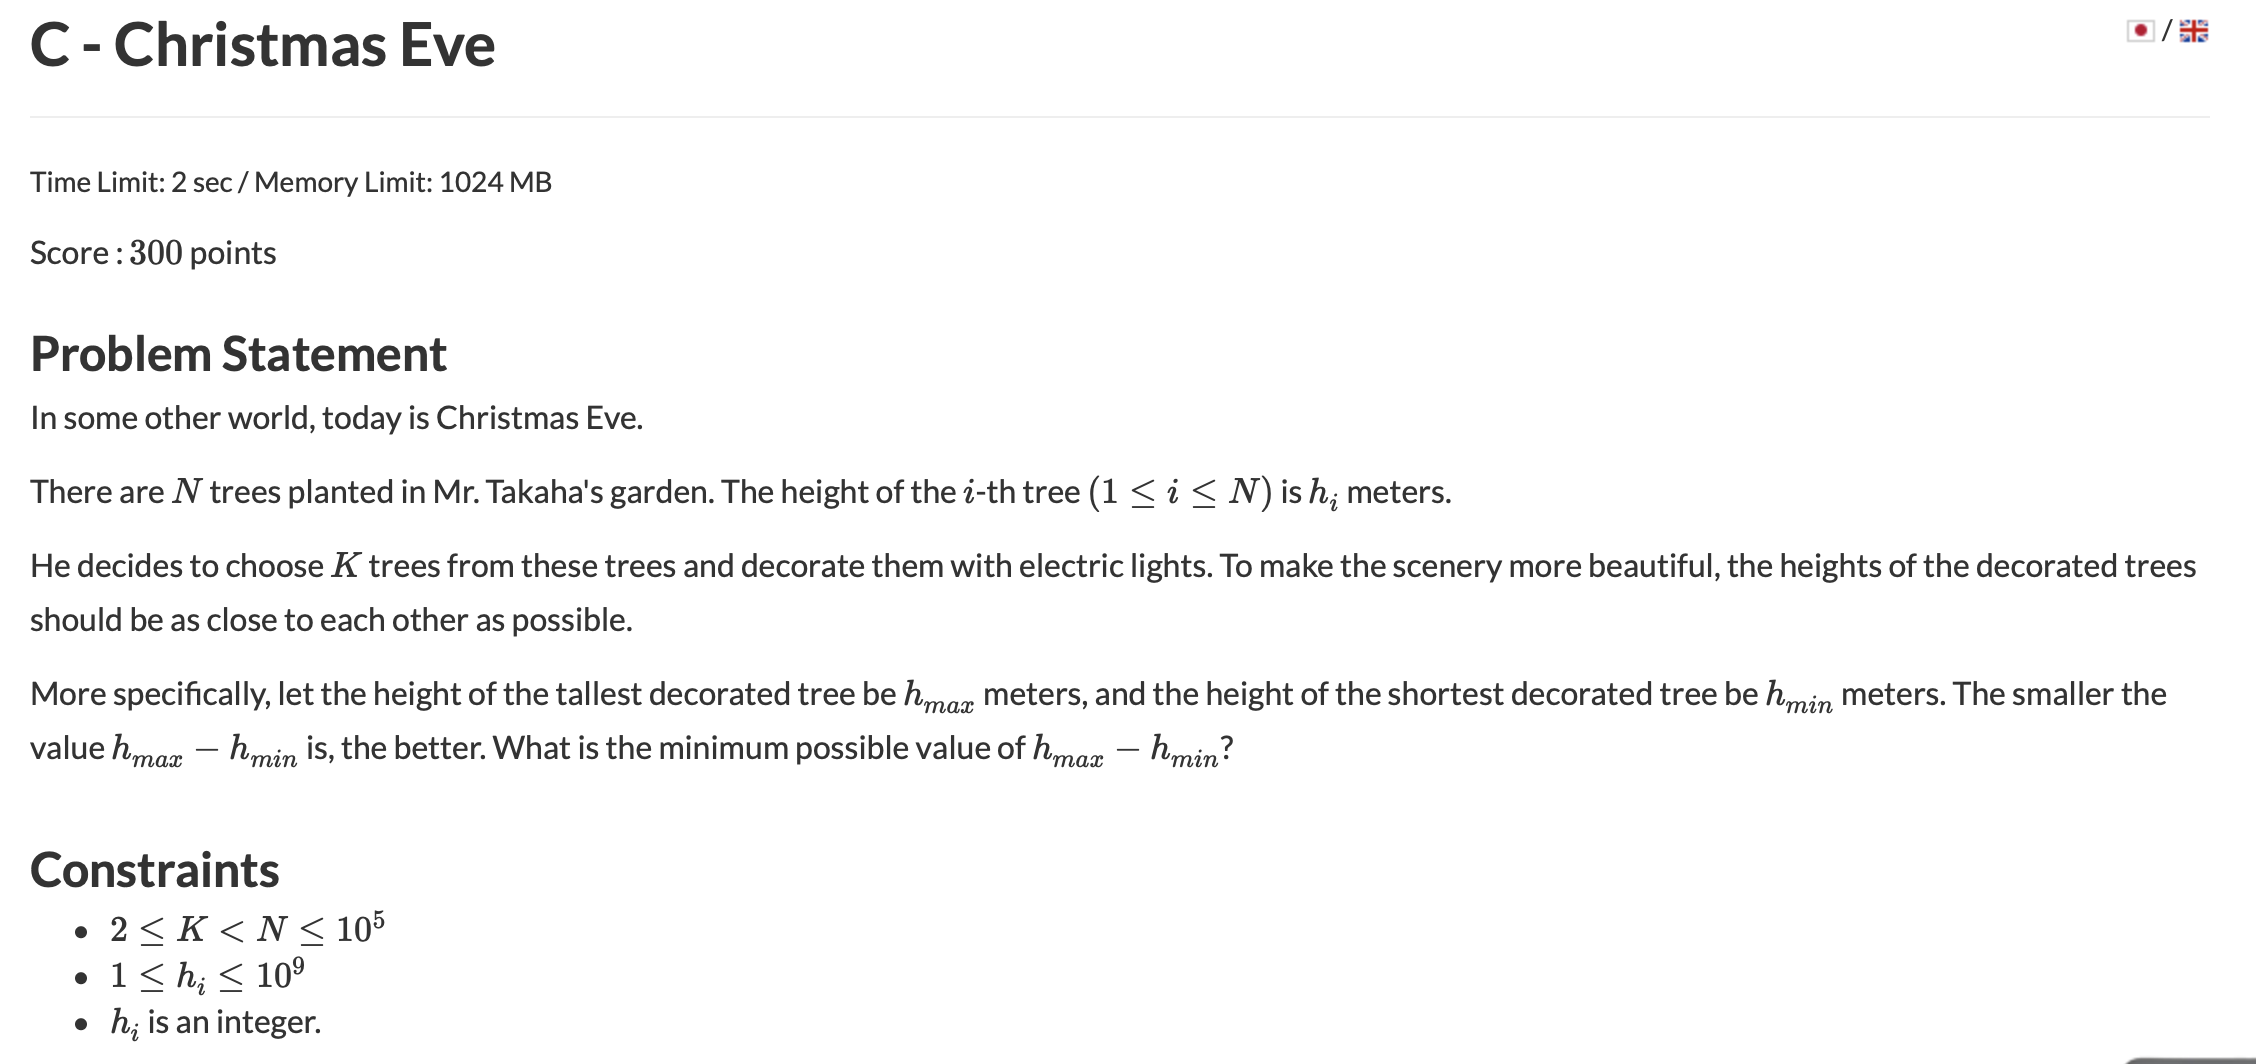 C - Christmas Eve
/
Time Limit: 2 sec / Memory Limit: 1024 MB
Score : 300 points
Problem Statement
In some other world, today is Christmas Eve.
There are N trees planted in Mr. Takaha's garden. The height of the i-th tree (1 ≤ i ≤ N) is h_i meters.
He decides to choose K trees from these trees and decorate them with electric lights. To make the scenery more beautiful, the heights of the decorated trees
should be as close to each other as possible.
More specifically, let the height of the tallest decorated tree be h_{max} meters, and the height of the shortest decorated tree be h_{min} meters. The smaller the
value h_{max} − h_{min} is, the better. What is the minimum possible value of h_{max} − h_{min}?
Constraints
• 2 ≤ K < N ≤ 10^5
• 1 ≤ h_i ≤ 10^9
• h_i is an integer.